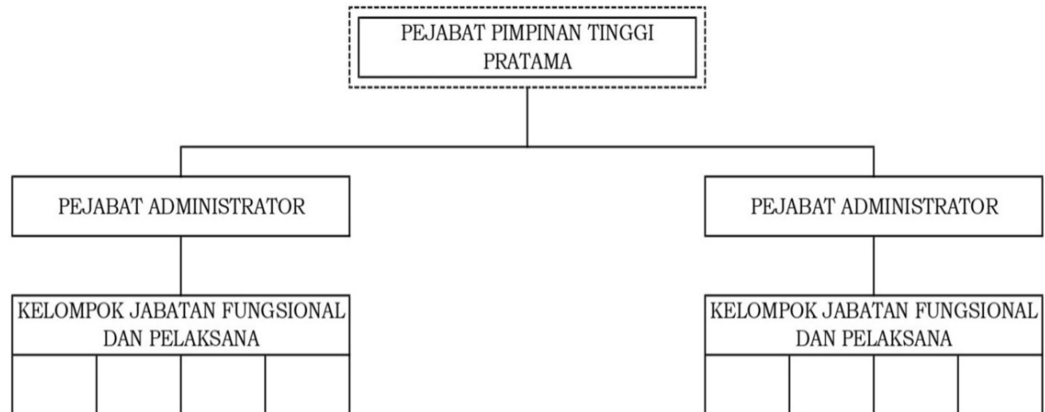 PEJABAT PIMPINAN TINGGI
PRATAMA
PEJABAT ADMINISTRATOR
PEJABAT ADMINISTRATOR
KELOMPOK JABATAN FUNGSIONAL
DAN PELAKSANA
KELOMPOK JABATAN FUNGSIONAL
DAN PELAKSANA